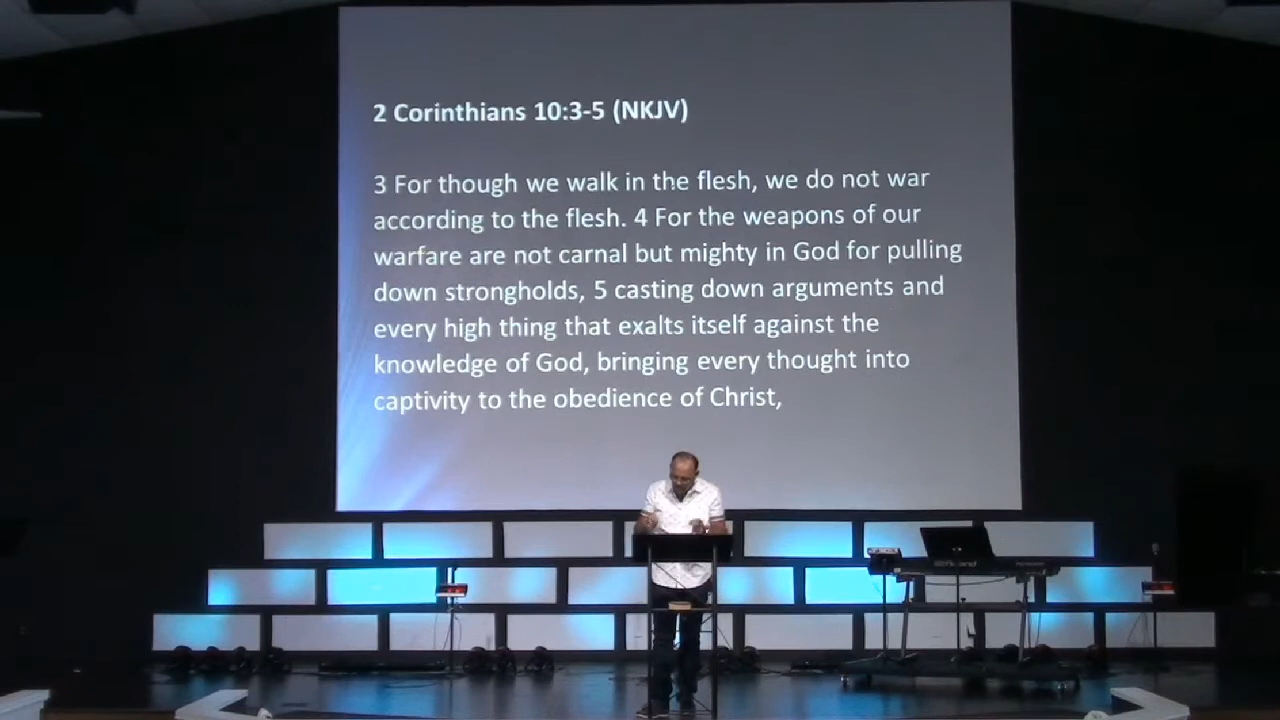 2 Corinthians 10:3-5 (NKJV)
3 For though we walk in the flesh, we do not war
according to the flesh. 4 For the weapons of our
warfare are not carnal but mighty in God for pulling
down strongholds, 5 casting down arguments and
every high thing that exalts itself against the
knowledge of God, bringing every thought into
captivity to the obedience of Christ,
Roland